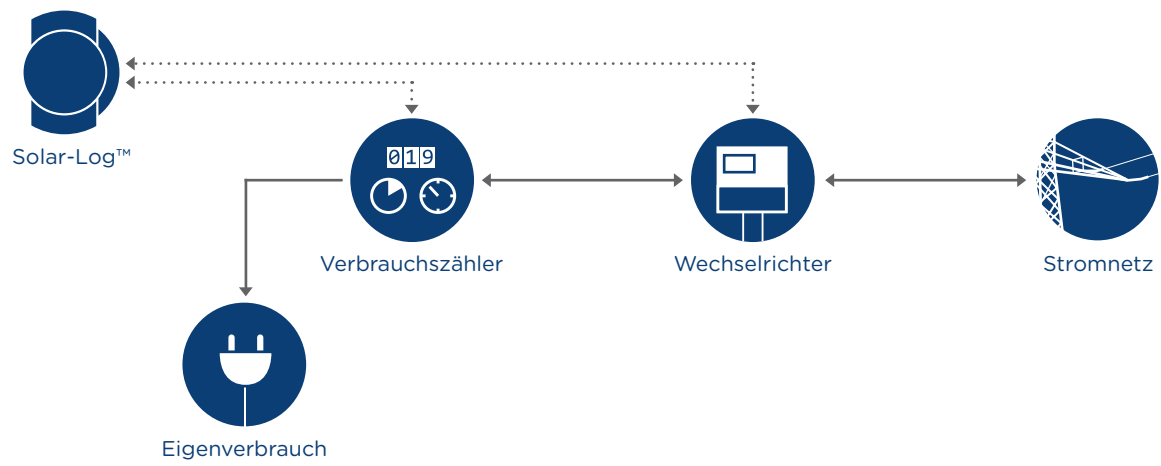 Solar-Log™
019
Verbrauchszähler
Wechselrichter
Stromnetz
Eigenverbrauch